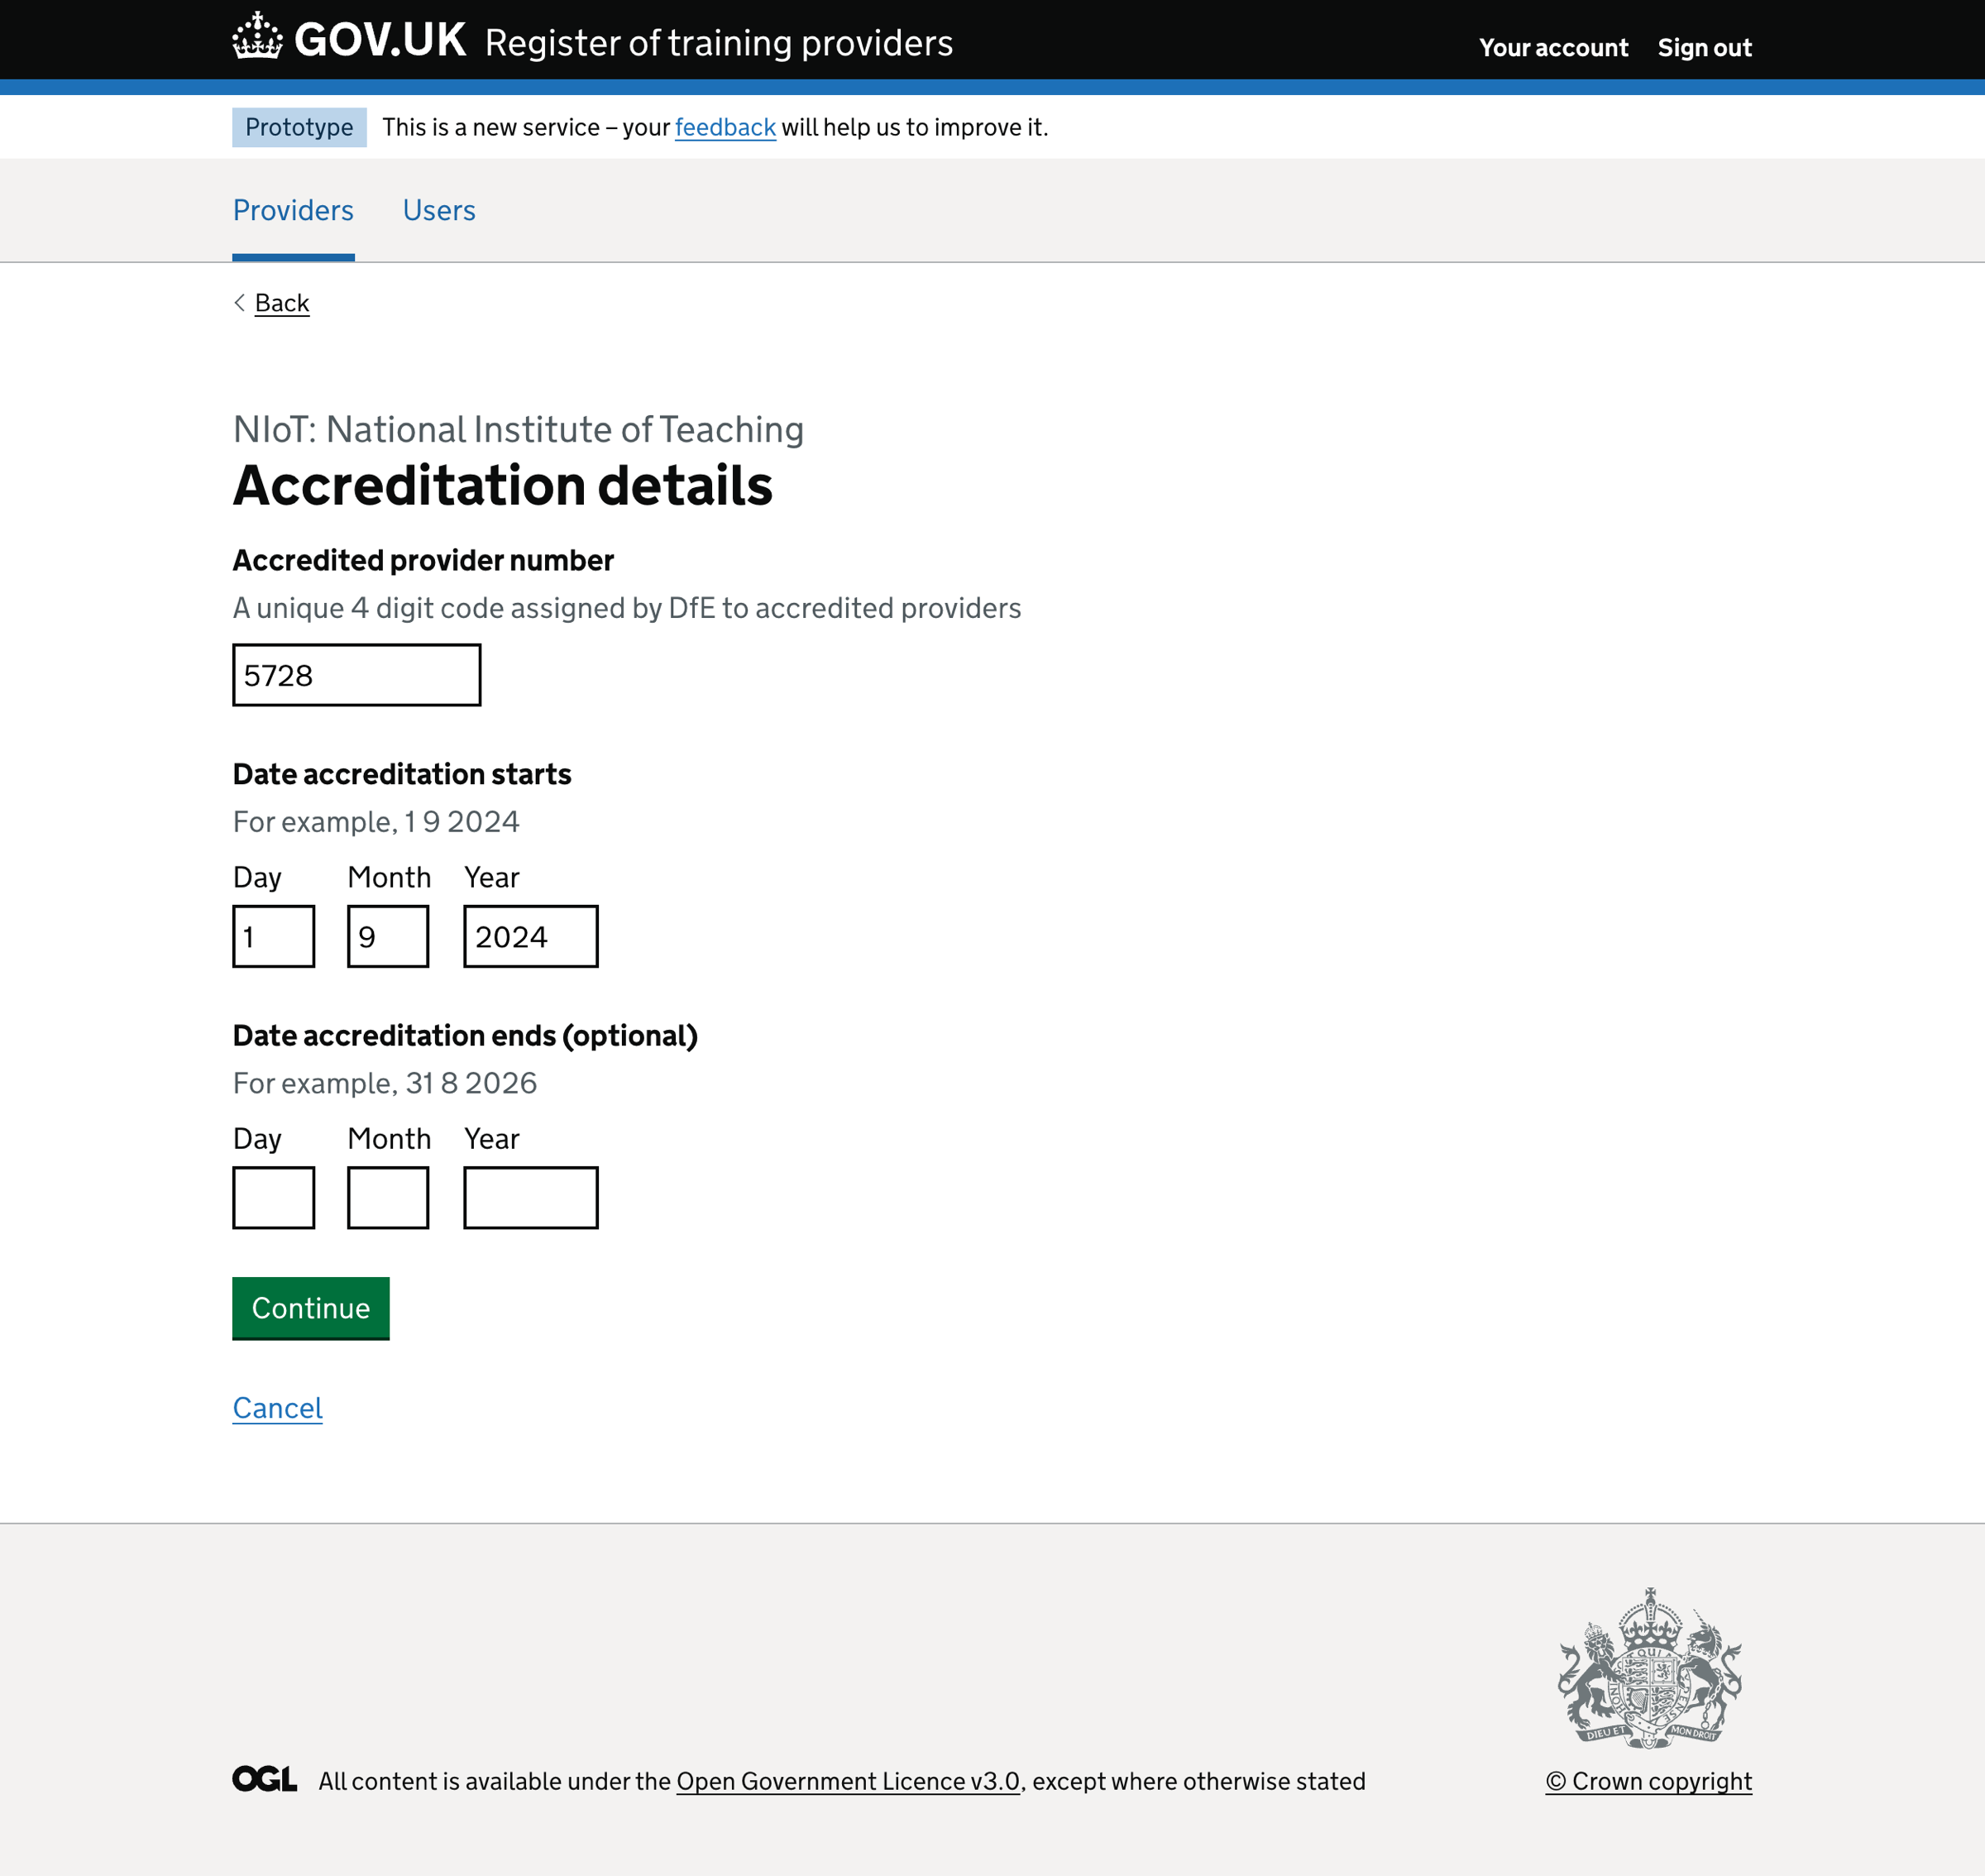 GOV.UK Register of training providers Your account Sign out
Prototype This is a new service – your feedback will help us to improve it.
Providers Users
Back
NIoT: National Institute of Teaching
Accreditation details
Accredited provider number
A unique 4 digit code assigned by DfE to accredited providers
5728
Date accreditation starts
For example, 1 9 2024
Day Month Year
1 9 2024
Date accreditation ends (optional)
For example, 31 8 2026
Day Month Year
Continue
Cancel
DIEU ET MON DROIT
OGL All content is available under the Open Government Licence v3.0, except where otherwise stated © Crown copyright